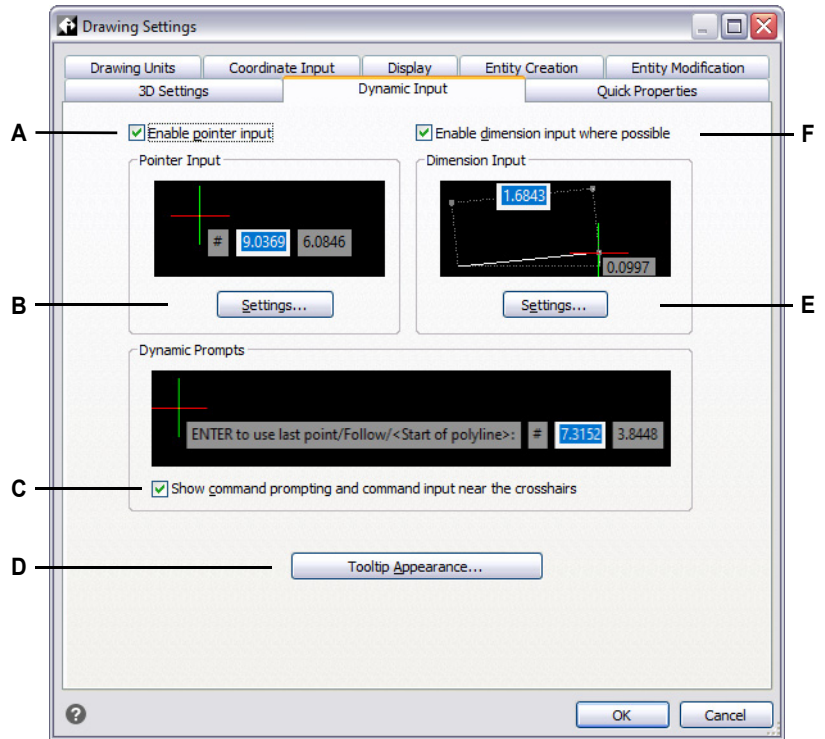 Drawing Settings
Drawing Units Coordinate Input Display Entity Creation Entity Modification
3D Settings Dynamic Input Quick Properties
A Enable pointer input Enable dimension input where possible F
Pointer Input Dimension Input
1.6843
# 9.0369 6.0846
0.0997
B Settings... Settings... E
Dynamic Prompts
ENTER to use last point/Follow/<Start of polyline>: # 7.3152 3.8448
C Show command prompting and command input near the crosshairs
D Tooltip Appearance...
? OK Cancel